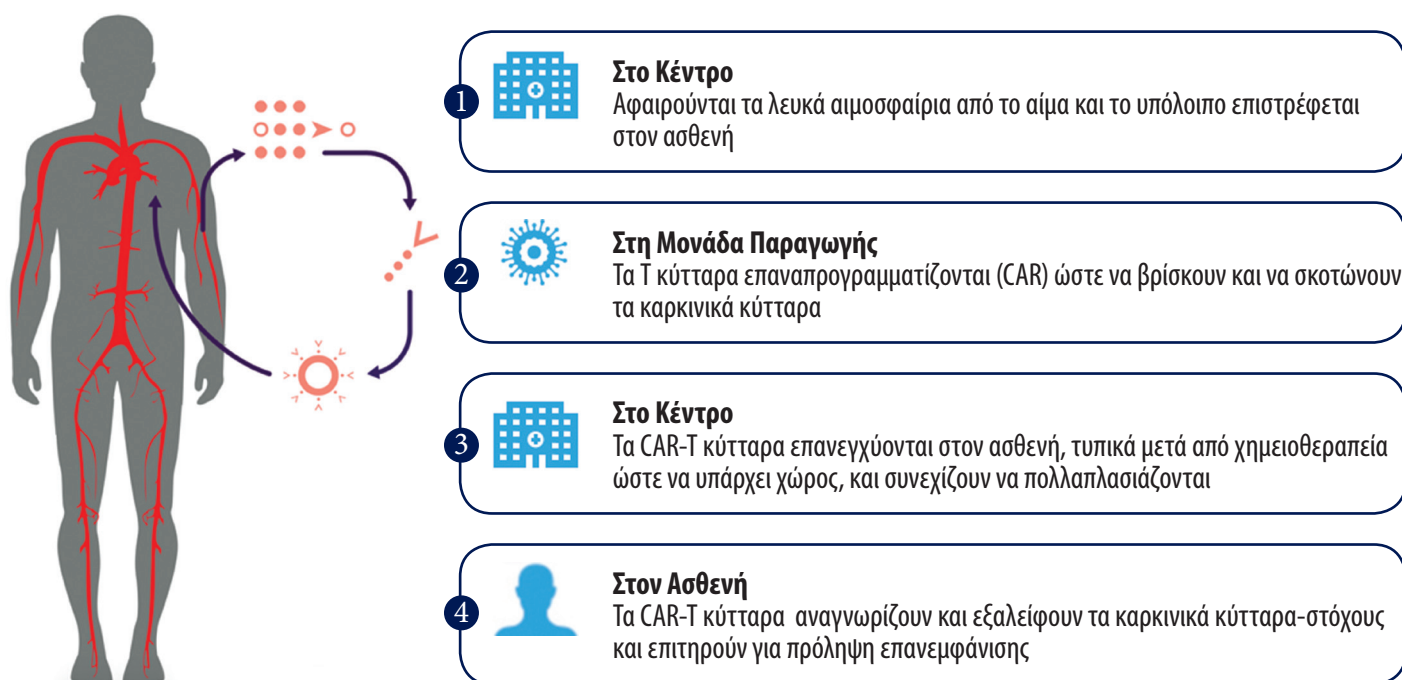 1
Στο Κέντρο
Αφαιρούνται τα λευκά αιμοσφαίρια από το αίμα και το υπόλοιπο επιστρέφεται
στον ασθενή
2
Στη Μονάδα Παραγωγής
Τα Τ κύτταρα επαναπρογραμματίζονται (CAR) ώστε να βρίσκουν και να σκοτώνουν
τα καρκινικά κύτταρα
3
Στο Κέντρο
Τα CAR-T κύτταρα επανεγχύονται στον ασθενή, τυπικά μετά από χημειοθεραπεία
ώστε να υπάρχει χώρος, και συνεχίζουν να πολλαπλασιάζονται
4
Στον Ασθενή
Τα CAR-T κύτταρα αναγνωρίζουν και εξαλείφουν τα καρκινικά κύτταρα-στόχους
και επιτηρούν για πρόληψη επανεμφάνισης